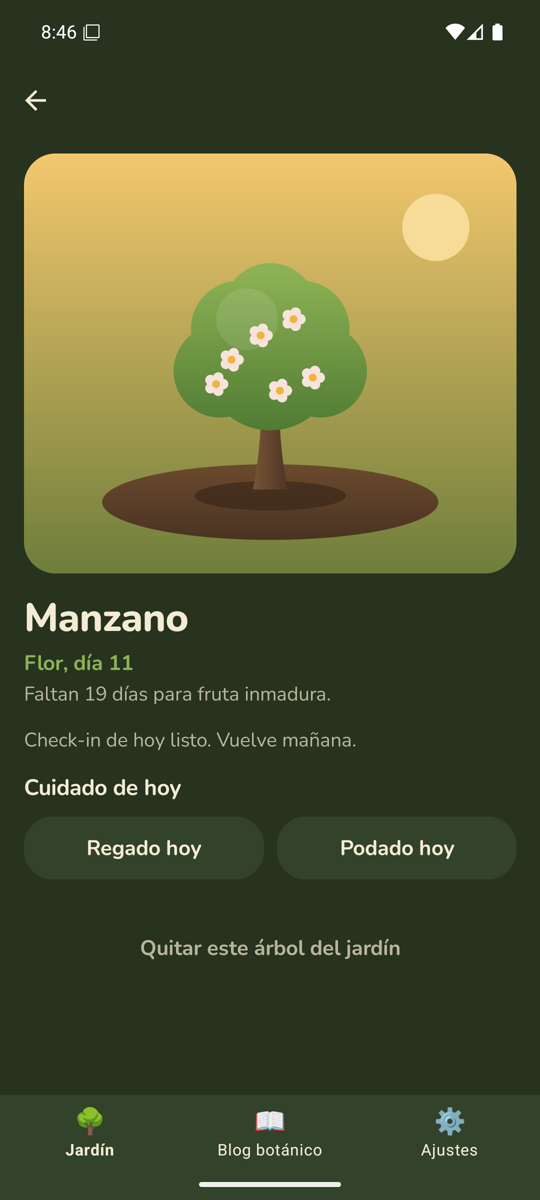 8:46
Manzano
Flor, día 11
Faltan 19 días para fruta inmadura.
Check-in de hoy listo. Vuelve mañana.
Cuidado de hoy
Regado hoy
Podado hoy
Quitar este árbol del jardín
Jardín
Blog botánico
Ajustes